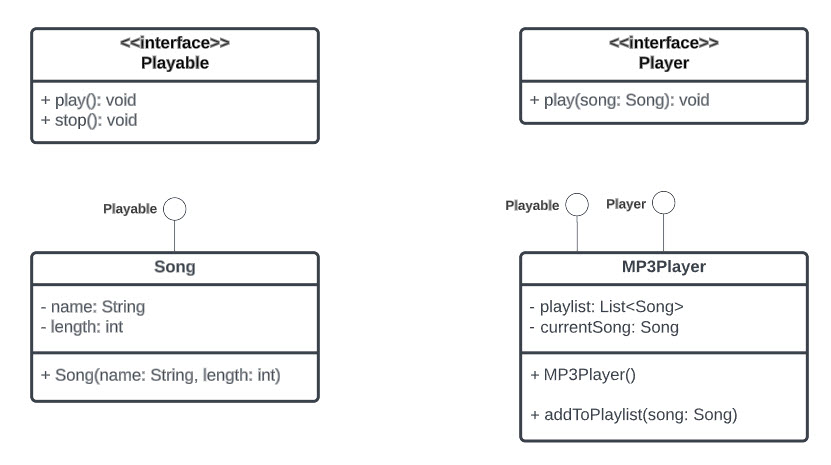 <<interface>>
Playable
+ play(): void
+ stop(): void
<<interface>>
Player
+ play(song: Song): void
Playable
Song
- name: String
- length: int
+ Song(name: String, length: int)
Playable
Player
MP3Player
- playlist: List<Song>
- currentSong: Song
+ MP3Player()
+ addToPlaylist(song: Song)